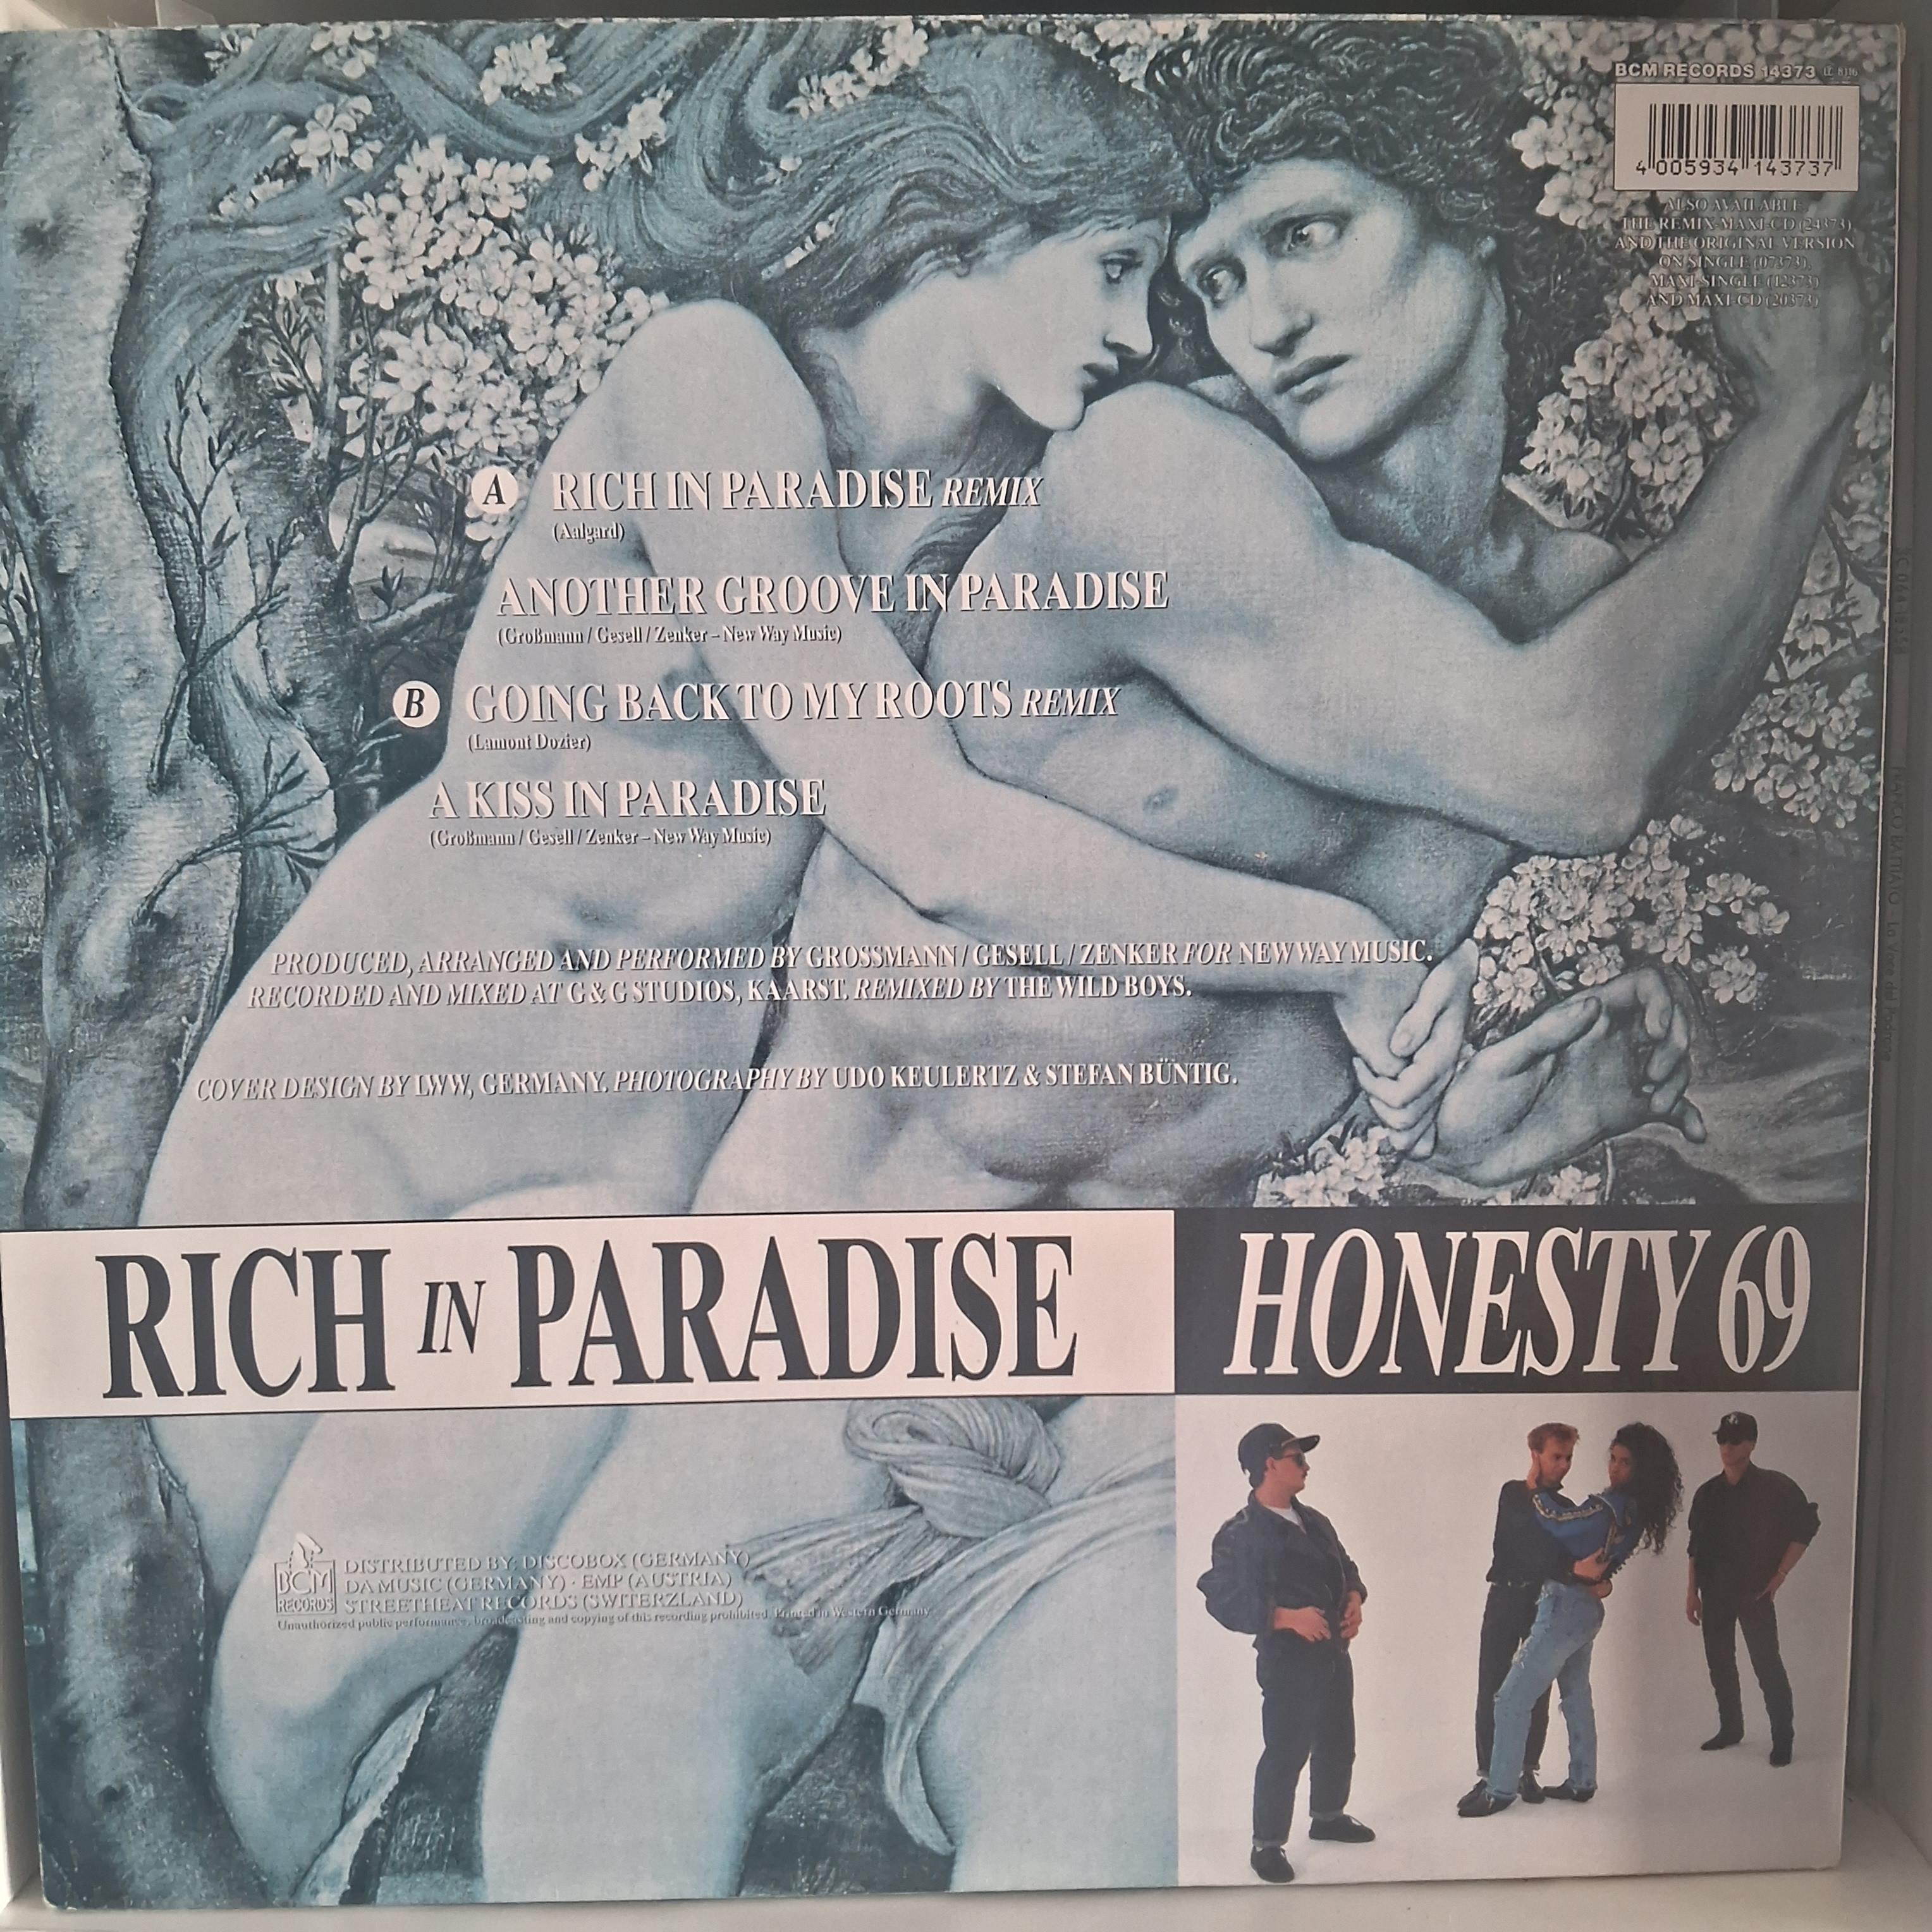 BCM RECORDS 14373 LC 8116
4 005934 143737
ALSO AVAILABLE:
THE REMIX-MAXI-CD (24373)
AND THE ORIGINAL VERSION
ON SINGLE (07373),
MAXI-SINGLE (12373)
AND MAXI-CD (20373)
A RICH IN PARADISE REMIX
(Aalgard)
ANOTHER GROOVE IN PARADISE
(Großmann / Gesell / Zenker – New Way Music)
B GOING BACK TO MY ROOTS REMIX
(Lamont Dozier)
A KISS IN PARADISE
(Großmann / Gesell / Zenker – New Way Music)
PRODUCED, ARRANGED AND PERFORMED BY GROSSMANN / GESELL / ZENKER FOR NEW WAY MUSIC.
RECORDED AND MIXED AT G & G STUDIOS, KAARST. REMIXED BY THE WILD BOYS.
COVER DESIGN BY LWW, GERMANY. PHOTOGRAPHY BY UDO KEULERTZ & STEFAN BÜNTIG.
RICH IN PARADISE HONESTY 69
BCM
RECORDS
DISTRIBUTED BY: DISCOBOX (GERMANY)
DA MUSIC (GERMANY) · EMP (AUSTRIA)
STREETHEAT RECORDS (SWITERZLAND)
Unauthorized public performance, broadcasting and copying of this recording prohibited. Printed in Western Germany